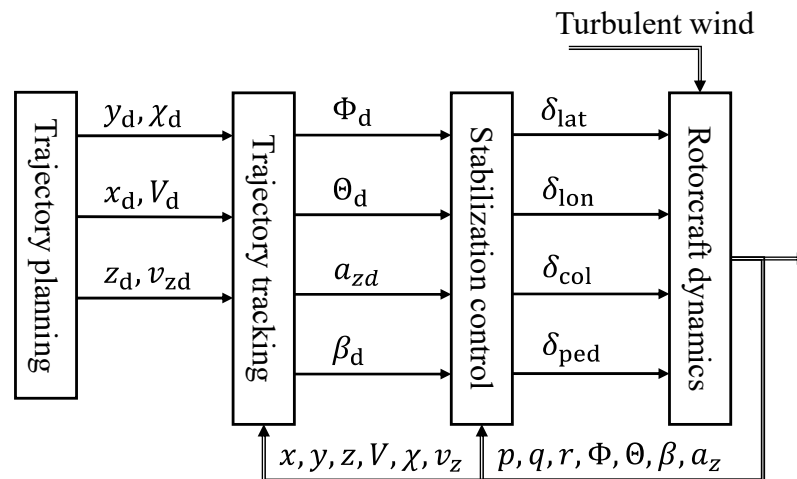 Turbulent wind
Trajectory planning
y_d, χ_d
x_d, V_d
z_d, v_zd
Trajectory tracking
Φ_d
Θ_d
a_zd
β_d
Stabilization control
δ_lat
δ_lon
δ_col
δ_ped
Rotorcraft dynamics
x, y, z, V, χ, v_z
p, q, r, Φ, Θ, β, a_z